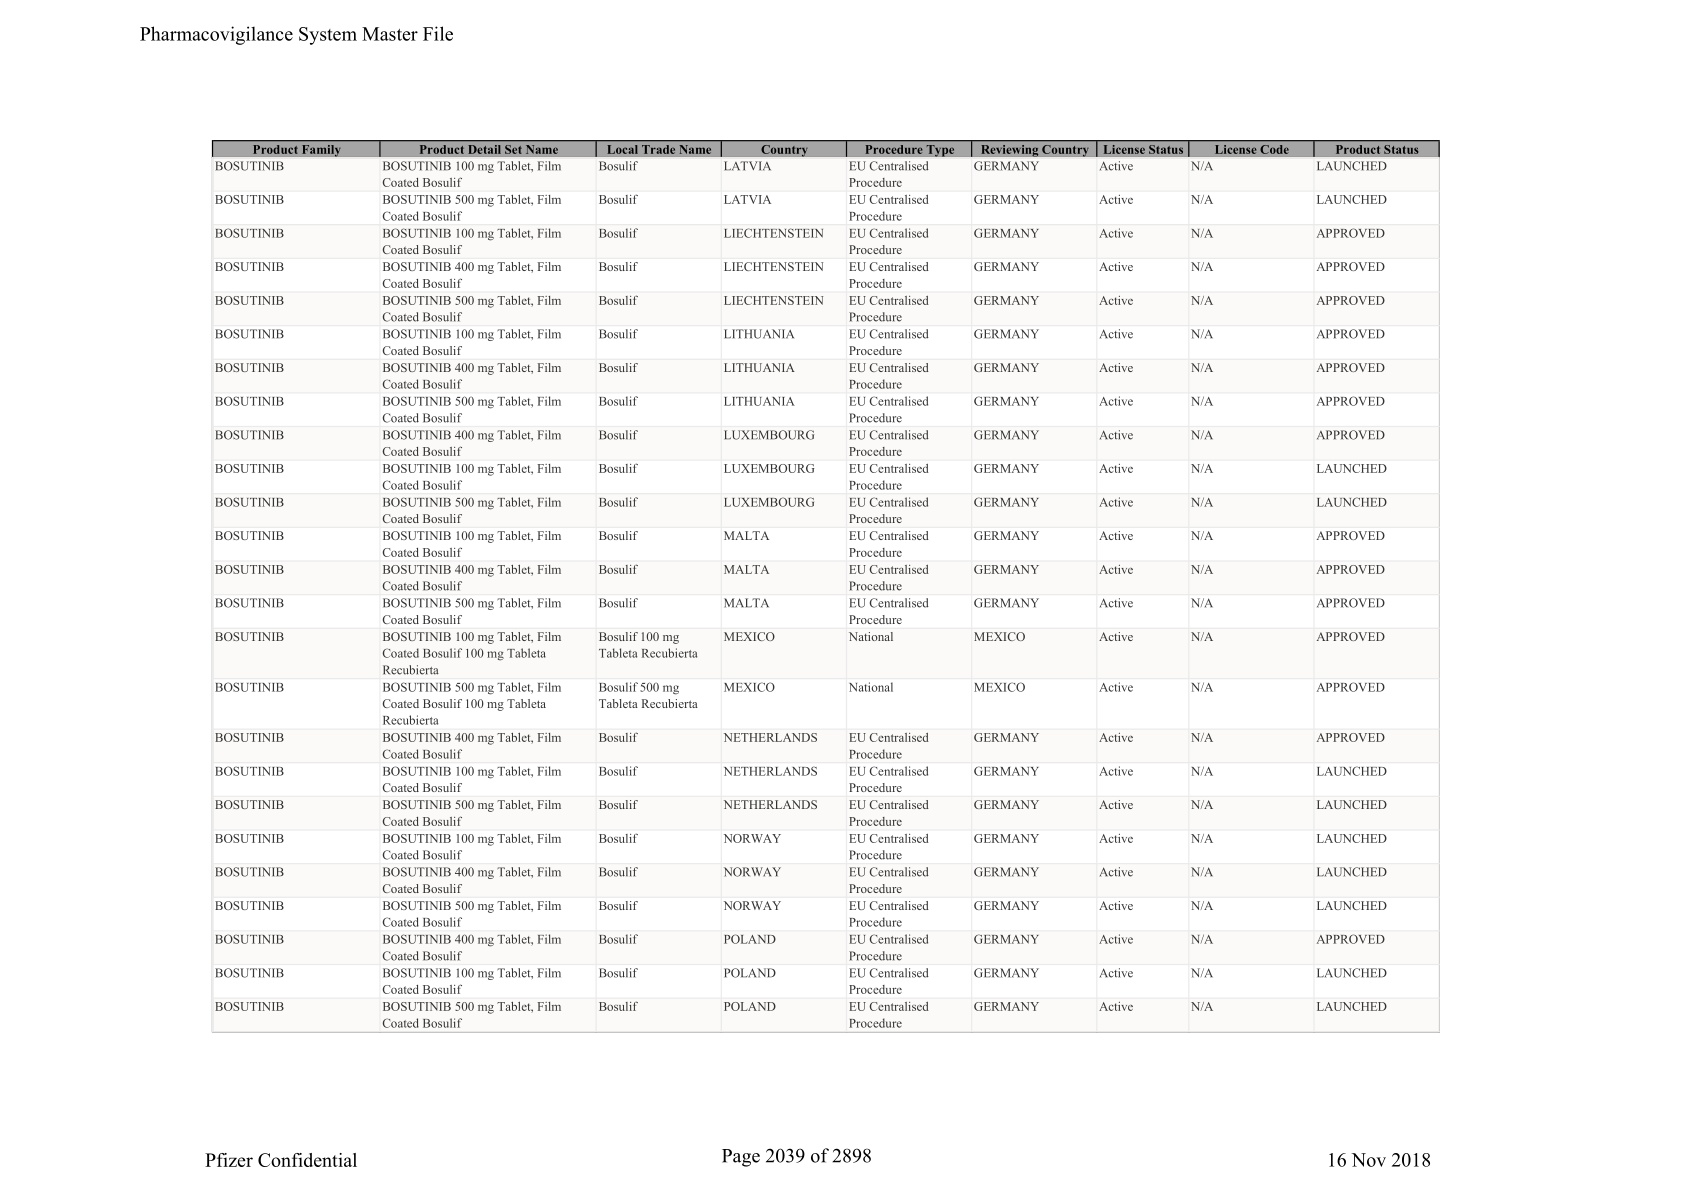 Pharmacovigilance System Master File
Product Family Product Detail Set Name Local Trade Name Country Procedure Type Reviewing Country License Status License Code Product Status
BOSUTINIB BOSUTINIB 100 mg Tablet, Film Bosulif LATVIA EU Centralised GERMANY Active N/A LAUNCHED
Coated Bosulif Procedure
BOSUTINIB BOSUTINIB 500 mg Tablet, Film Bosulif LATVIA EU Centralised GERMANY Active N/A LAUNCHED
Coated Bosulif Procedure
BOSUTINIB BOSUTINIB 100 mg Tablet, Film Bosulif LIECHTENSTEIN EU Centralised GERMANY Active N/A APPROVED
Coated Bosulif Procedure
BOSUTINIB BOSUTINIB 400 mg Tablet, Film Bosulif LIECHTENSTEIN EU Centralised GERMANY Active N/A APPROVED
Coated Bosulif Procedure
BOSUTINIB BOSUTINIB 500 mg Tablet, Film Bosulif LIECHTENSTEIN EU Centralised GERMANY Active N/A APPROVED
Coated Bosulif Procedure
BOSUTINIB BOSUTINIB 100 mg Tablet, Film Bosulif LITHUANIA EU Centralised GERMANY Active N/A APPROVED
Coated Bosulif Procedure
BOSUTINIB BOSUTINIB 400 mg Tablet, Film Bosulif LITHUANIA EU Centralised GERMANY Active N/A APPROVED
Coated Bosulif Procedure
BOSUTINIB BOSUTINIB 500 mg Tablet, Film Bosulif LITHUANIA EU Centralised GERMANY Active N/A APPROVED
Coated Bosulif Procedure
BOSUTINIB BOSUTINIB 400 mg Tablet, Film Bosulif LUXEMBOURG EU Centralised GERMANY Active N/A APPROVED
Coated Bosulif Procedure
BOSUTINIB BOSUTINIB 100 mg Tablet, Film Bosulif LUXEMBOURG EU Centralised GERMANY Active N/A LAUNCHED
Coated Bosulif Procedure
BOSUTINIB BOSUTINIB 500 mg Tablet, Film Bosulif LUXEMBOURG EU Centralised GERMANY Active N/A LAUNCHED
Coated Bosulif Procedure
BOSUTINIB BOSUTINIB 100 mg Tablet, Film Bosulif MALTA EU Centralised GERMANY Active N/A APPROVED
Coated Bosulif Procedure
BOSUTINIB BOSUTINIB 400 mg Tablet, Film Bosulif MALTA EU Centralised GERMANY Active N/A APPROVED
Coated Bosulif Procedure
BOSUTINIB BOSUTINIB 500 mg Tablet, Film Bosulif MALTA EU Centralised GERMANY Active N/A APPROVED
Coated Bosulif Procedure
BOSUTINIB BOSUTINIB 100 mg Tablet, Film Bosulif 100 mg MEXICO National MEXICO Active N/A APPROVED
Coated Bosulif 100 mg Tableta Tableta Recubierta
Recubierta
BOSUTINIB BOSUTINIB 500 mg Tablet, Film Bosulif 500 mg MEXICO National MEXICO Active N/A APPROVED
Coated Bosulif 100 mg Tableta Tableta Recubierta
Recubierta
BOSUTINIB BOSUTINIB 400 mg Tablet, Film Bosulif NETHERLANDS EU Centralised GERMANY Active N/A APPROVED
Coated Bosulif Procedure
BOSUTINIB BOSUTINIB 100 mg Tablet, Film Bosulif NETHERLANDS EU Centralised GERMANY Active N/A LAUNCHED
Coated Bosulif Procedure
BOSUTINIB BOSUTINIB 500 mg Tablet, Film Bosulif NETHERLANDS EU Centralised GERMANY Active N/A LAUNCHED
Coated Bosulif Procedure
BOSUTINIB BOSUTINIB 100 mg Tablet, Film Bosulif NORWAY EU Centralised GERMANY Active N/A LAUNCHED
Coated Bosulif Procedure
BOSUTINIB BOSUTINIB 400 mg Tablet, Film Bosulif NORWAY EU Centralised GERMANY Active N/A LAUNCHED
Coated Bosulif Procedure
BOSUTINIB BOSUTINIB 500 mg Tablet, Film Bosulif NORWAY EU Centralised GERMANY Active N/A LAUNCHED
Coated Bosulif Procedure
BOSUTINIB BOSUTINIB 400 mg Tablet, Film Bosulif POLAND EU Centralised GERMANY Active N/A APPROVED
Coated Bosulif Procedure
BOSUTINIB BOSUTINIB 100 mg Tablet, Film Bosulif POLAND EU Centralised GERMANY Active N/A LAUNCHED
Coated Bosulif Procedure
BOSUTINIB BOSUTINIB 500 mg Tablet, Film Bosulif POLAND EU Centralised GERMANY Active N/A LAUNCHED
Coated Bosulif Procedure
Pfizer Confidential Page 2039 of 2898 16 Nov 2018